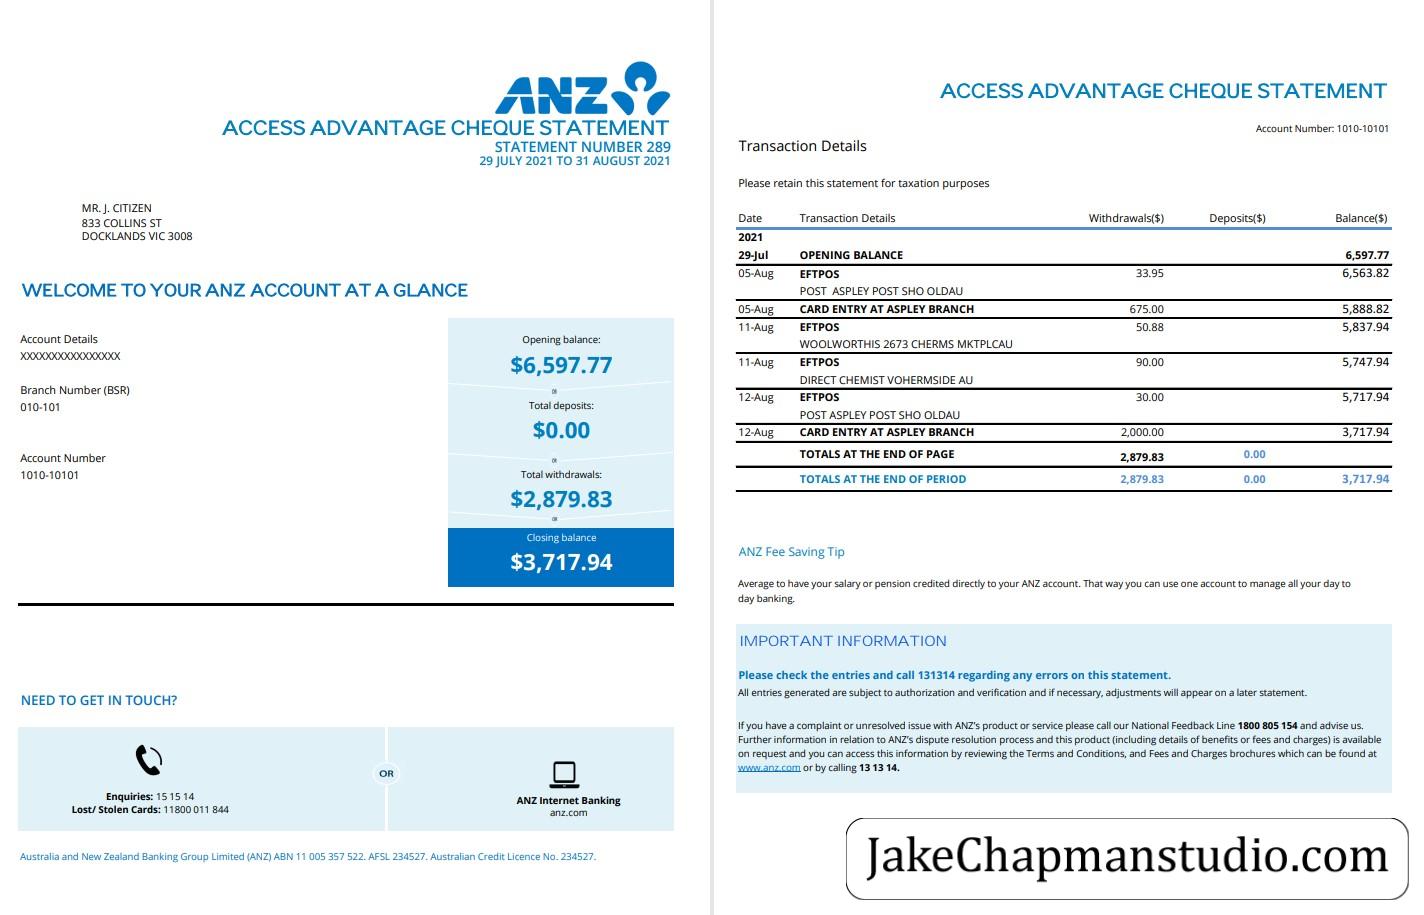 ANZ
ACCESS ADVANTAGE CHEQUE STATEMENT
STATEMENT NUMBER 289
29 JULY 2021 TO 31 AUGUST 2021
MR. J. CITIZEN
833 COLLINS ST
DOCKLANDS VIC 3008
WELCOME TO YOUR ANZ ACCOUNT AT A GLANCE
Account Details
XXXXXXXXXXXXXXXX
Branch Number (BSR)
010-101
Account Number
1010-10101
Opening balance:
$6,597.77
Total deposits:
$0.00
Total withdrawals:
$2,879.83
Closing balance
$3,717.94
NEED TO GET IN TOUCH?
Enquiries: 15 15 14
Lost/ Stolen Cards: 11800 011 844
OR
ANZ Internet Banking
anz.com
Australia and New Zealand Banking Group Limited (ANZ) ABN 11 005 357 522. AFSL 234527. Australian Credit Licence No. 234527.
ACCESS ADVANTAGE CHEQUE STATEMENT
Account Number: 1010-10101
Transaction Details
Please retain this statement for taxation purposes
Date Transaction Details Withdrawals($) Deposits($) Balance($)
2021
29-Jul OPENING BALANCE 6,597.77
05-Aug EFTPOS 33.95 6,563.82
POST ASPLEY POST SHO OLDAU
05-Aug CARD ENTRY AT ASPLEY BRANCH 675.00 5,888.82
11-Aug EFTPOS 50.88 5,837.94
WOOLWORTHIS 2673 CHERMS MKTPLCAU
11-Aug EFTPOS 90.00 5,747.94
DIRECT CHEMIST VOHERMSIDE AU
12-Aug EFTPOS 30.00 5,717.94
POST ASPLEY POST SHO OLDAU
12-Aug CARD ENTRY AT ASPLEY BRANCH 2,000.00 3,717.94
TOTALS AT THE END OF PAGE 2,879.83 0.00
TOTALS AT THE END OF PERIOD 2,879.83 0.00 3,717.94
ANZ Fee Saving Tip
Average to have your salary or pension credited directly to your ANZ account. That way you can use one account to manage all your day to
day banking.
IMPORTANT INFORMATION
Please check the entries and call 131314 regarding any errors on this statement.
All entries generated are subject to authorization and verification and if necessary, adjustments will appear on a later statement.
If you have a complaint or unresolved issue with ANZ's product or service please call our National Feedback Line 1800 805 154 and advise us.
Further information in relation to ANZ's dispute resolution process and this product (including details of benefits or fees and charges) is available
on request and you can access this information by reviewing the Terms and Conditions, and Fees and Charges brochures which can be found at
www.anz.com or by calling 13 13 14.
JakeChapmanstudio.com